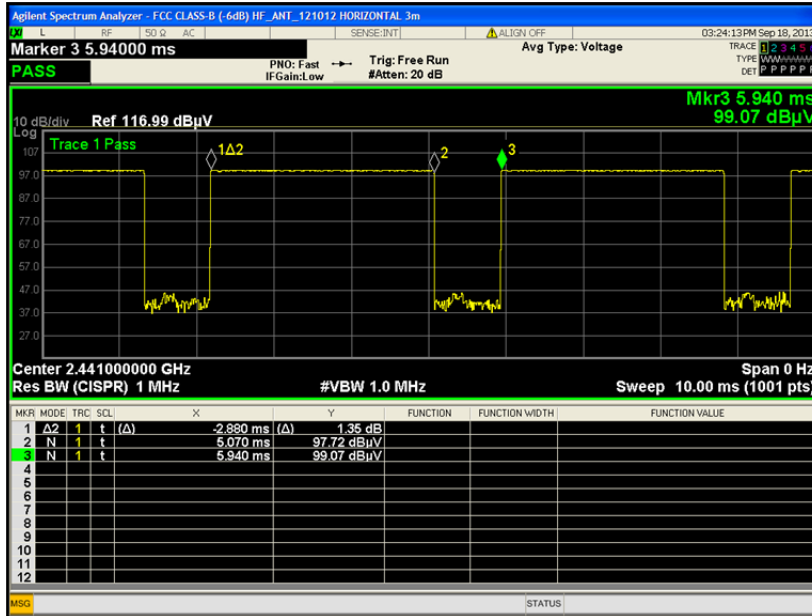 Agilent Spectrum Analyzer - FCC CLASS-B (-6dB) HF_ANT_121012 HORIZONTAL 3m
L RF 50 Ω AC SENSE:INT ALIGN OFF 03:24:13PM Sep 18, 2013
Marker 3 5.94000 ms
PASS
PNO: Fast
IFGain:Low
Trig: Free Run
#Atten: 20 dB
Avg Type: Voltage
TRACE 1 2 3 4 5
TYPE
DET P P P P P
Mkr3 5.940 ms
99.07 dBµV
10 dB/div Ref 116.99 dBµV
Log
Trace 1 Pass
1Δ2
2
3
107
97.0
87.0
77.0
67.0
57.0
47.0
37.0
27.0
Center 2.441000000 GHz Span 0 Hz
Res BW (CISPR) 1 MHz #VBW 1.0 MHz Sweep 10.00 ms (1001 pts)
MKR MODE TRC SCL X Y FUNCTION FUNCTION WIDTH FUNCTION VALUE
1 Δ2 1 t (Δ) -2.880 ms (Δ) 1.35 dB
2 N 1 t 5.070 ms 97.72 dBµV
3 N 1 t 5.940 ms 99.07 dBµV
4
5
6
7
8
9
10
11
12
MSG STATUS